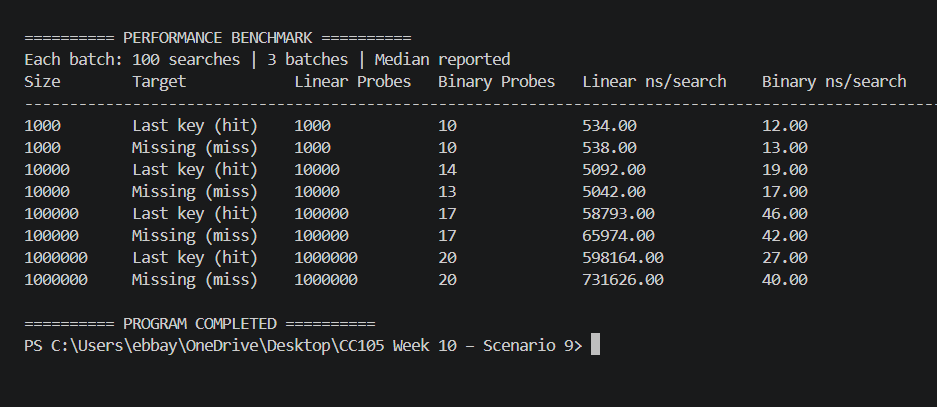 ========== PERFORMANCE BENCHMARK ==========
Each batch: 100 searches | 3 batches | Median reported
Size        Target            Linear Probes   Binary Probes   Linear ns/search    Binary ns/search
----------------------------------------------------------------------------------------------------
1000        Last key (hit)    1000            10              534.00              12.00
1000        Missing (miss)    1000            10              538.00              13.00
10000       Last key (hit)    10000           14              5092.00             19.00
10000       Missing (miss)    10000           13              5042.00             17.00
100000      Last key (hit)    100000          17              58793.00            46.00
100000      Missing (miss)    100000          17              65974.00            42.00
1000000     Last key (hit)    1000000         20              598164.00           27.00
1000000     Missing (miss)    1000000         20              731626.00           40.00
========== PROGRAM COMPLETED ==========
PS C:\Users\ebbay\OneDrive\Desktop\CC105 Week 10 – Scenario 9>